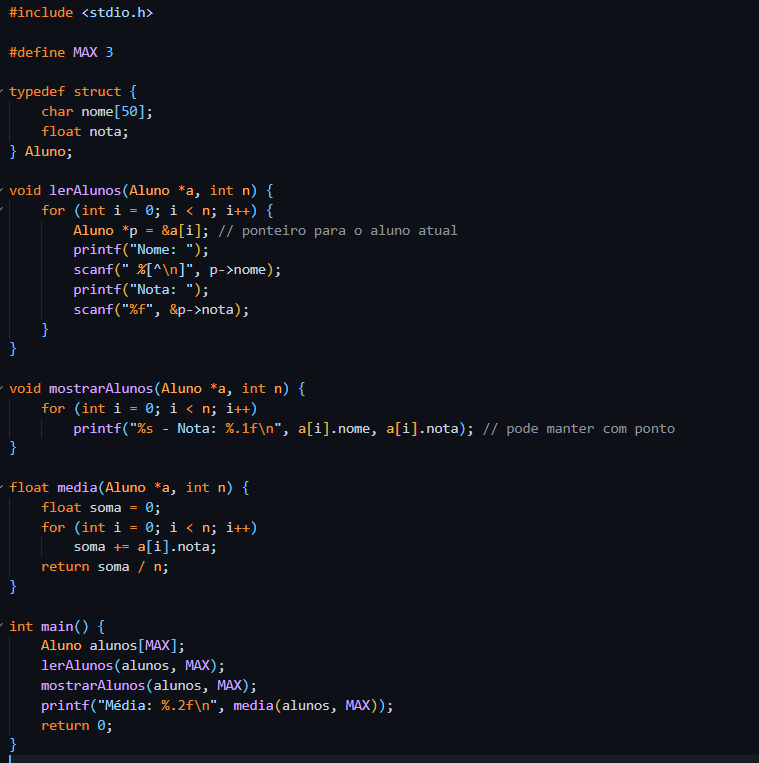 #include <stdio.h>
#define MAX 3
typedef struct {
    char nome[50];
    float nota;
} Aluno;
void lerAlunos(Aluno *a, int n) {
    for (int i = 0; i < n; i++) {
        Aluno *p = &a[i]; // ponteiro para o aluno atual
        printf("Nome: ");
        scanf(" %[^\n]", p->nome);
        printf("Nota: ");
        scanf("%f", &p->nota);
    }
}
void mostrarAlunos(Aluno *a, int n) {
    for (int i = 0; i < n; i++)
        printf("%s - Nota: %.1f\n", a[i].nome, a[i].nota); // pode manter com ponto
}
float media(Aluno *a, int n) {
    float soma = 0;
    for (int i = 0; i < n; i++)
        soma += a[i].nota;
    return soma / n;
}
int main() {
    Aluno alunos[MAX];
    lerAlunos(alunos, MAX);
    mostrarAlunos(alunos, MAX);
    printf("Média: %.2f\n", media(alunos, MAX));
    return 0;
}